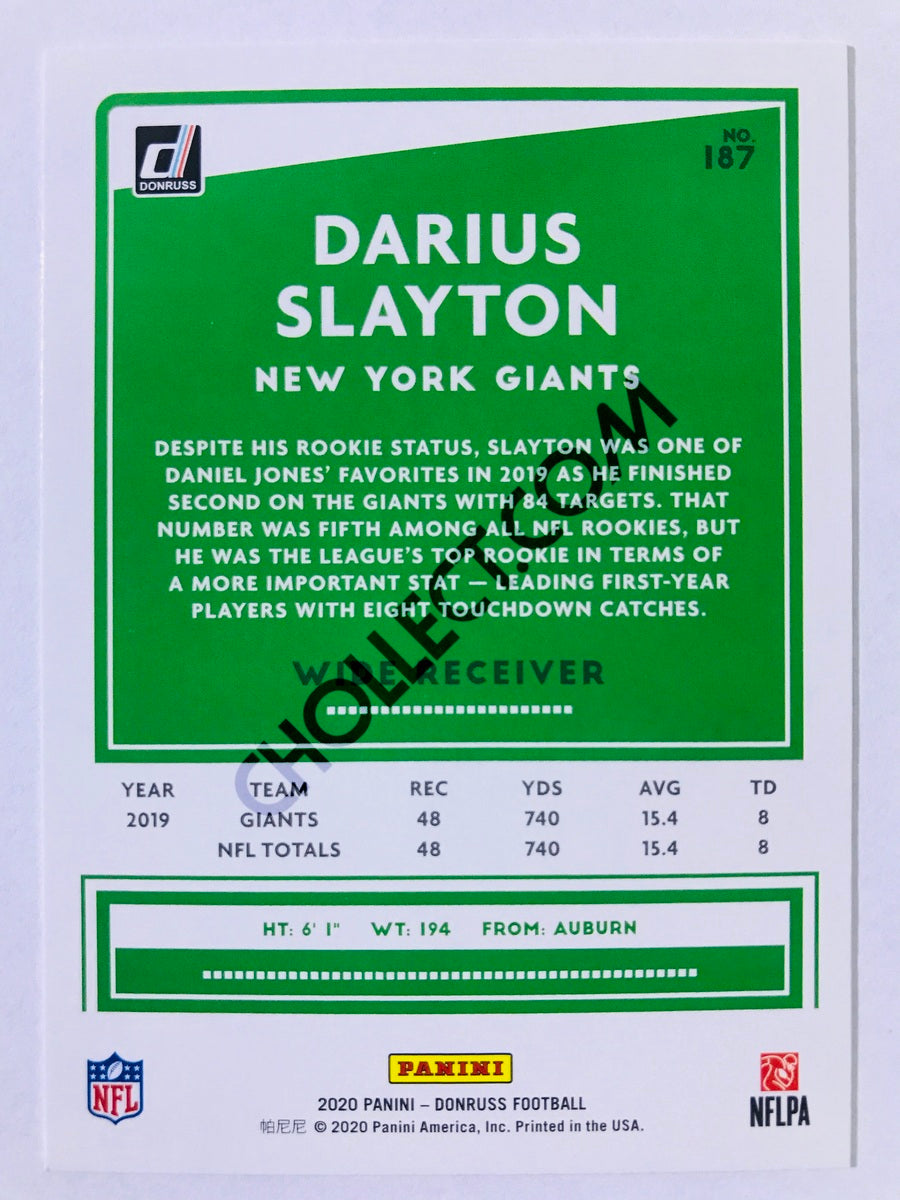 DONRUSS
NO.
187
DARIUS
SLAYTON
NEW YORK GIANTS
DESPITE HIS ROOKIE STATUS, SLAYTON WAS ONE OF
DANIEL JONES' FAVORITES IN 2019 AS HE FINISHED
SECOND ON THE GIANTS WITH 84 TARGETS. THAT
NUMBER WAS FIFTH AMONG ALL NFL ROOKIES, BUT
HE WAS THE LEAGUE'S TOP ROOKIE IN TERMS OF
A MORE IMPORTANT STAT — LEADING FIRST-YEAR
PLAYERS WITH EIGHT TOUCHDOWN CATCHES.
WIDE RECEIVER
CHOLLECT.COM
YEAR TEAM REC YDS AVG TD
2019 GIANTS 48 740 15.4 8
NFL TOTALS 48 740 15.4 8
HT: 6' 1" WT: 194 FROM: AUBURN
NFL
PANINI
NFLPA
2020 PANINI – DONRUSS FOOTBALL
帕尼尼 © 2020 Panini America, Inc. Printed in the USA.